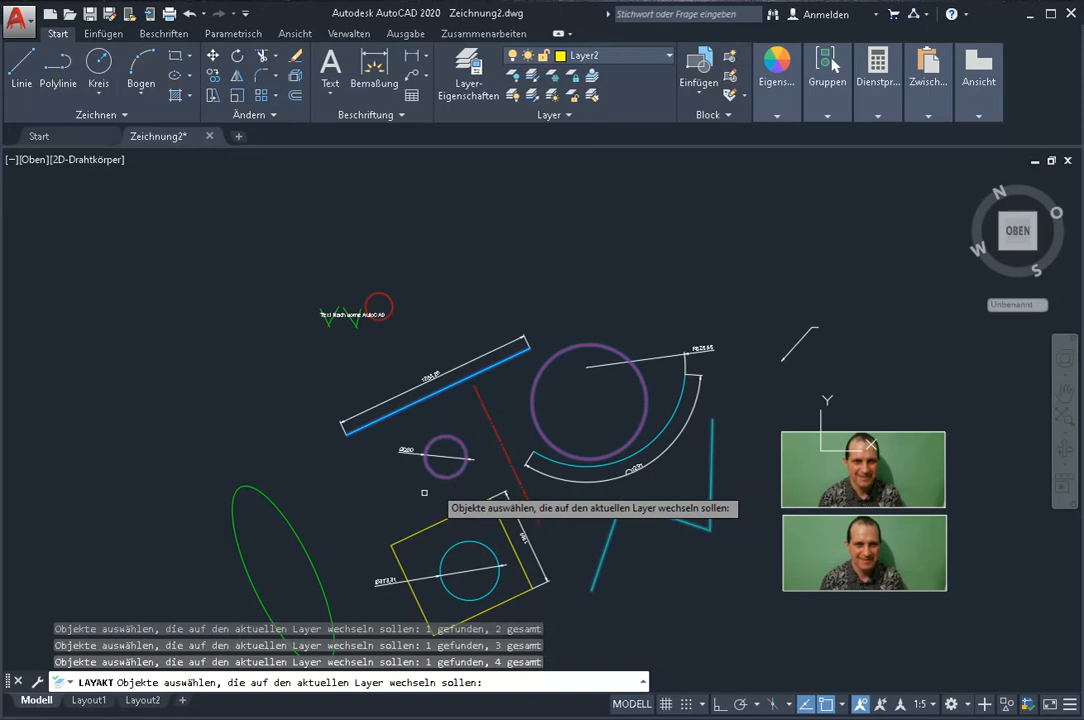 Autodesk AutoCAD 2020 Zeichnung2.dwg
Stichwort oder Frage eingeben
Anmelden
Start Einfügen Beschriften Parametrisch Ansicht Verwalten Ausgabe Zusammenarbeiten
Linie Polylinie Kreis Bogen
Text Bemaßung
Layer-
Eigenschaften
Layer2
Einfügen
Eigens... Gruppen Dienstpr... Zwisch... Ansicht
Zeichnen Ändern Beschriftung Layer Block
Start Zeichnung2*
[−][Oben][2D-Drahtkörper]
N
W O
S
OBEN
Unbenannt
Y
X
Objekte auswählen, die auf den aktuellen Layer wechseln sollen:
Objekte auswählen, die auf den aktuellen Layer wechseln sollen: 1 gefunden, 2 gesamt
Objekte auswählen, die auf den aktuellen Layer wechseln sollen: 1 gefunden, 3 gesamt
Objekte auswählen, die auf den aktuellen Layer wechseln sollen: 1 gefunden, 4 gesamt
LAYAKT Objekte auswählen, die auf den aktuellen Layer wechseln sollen:
Modell Layout1 Layout2
MODELL
1:5